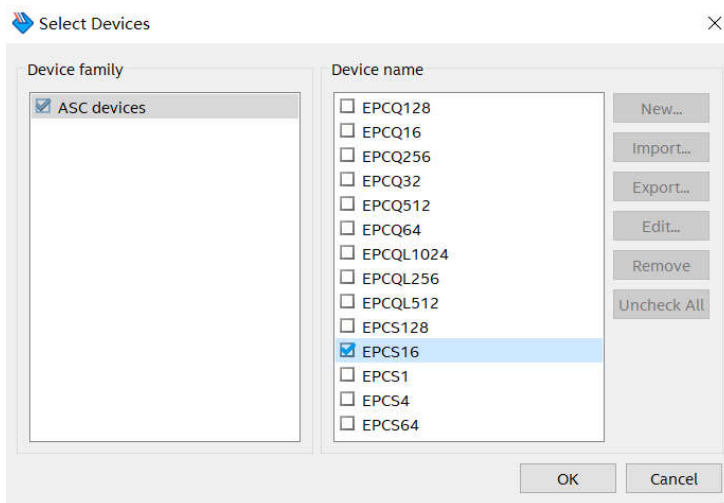 Select Devices
Device family
ASC devices
Device name
EPCQ128
EPCQ16
EPCQ256
EPCQ32
EPCQ512
EPCQ64
EPCQL1024
EPCQL256
EPCQL512
EPCS128
EPCS16
EPCS1
EPCS4
EPCS64
New...
Import...
Export...
Edit...
Remove
Uncheck All
OK
Cancel